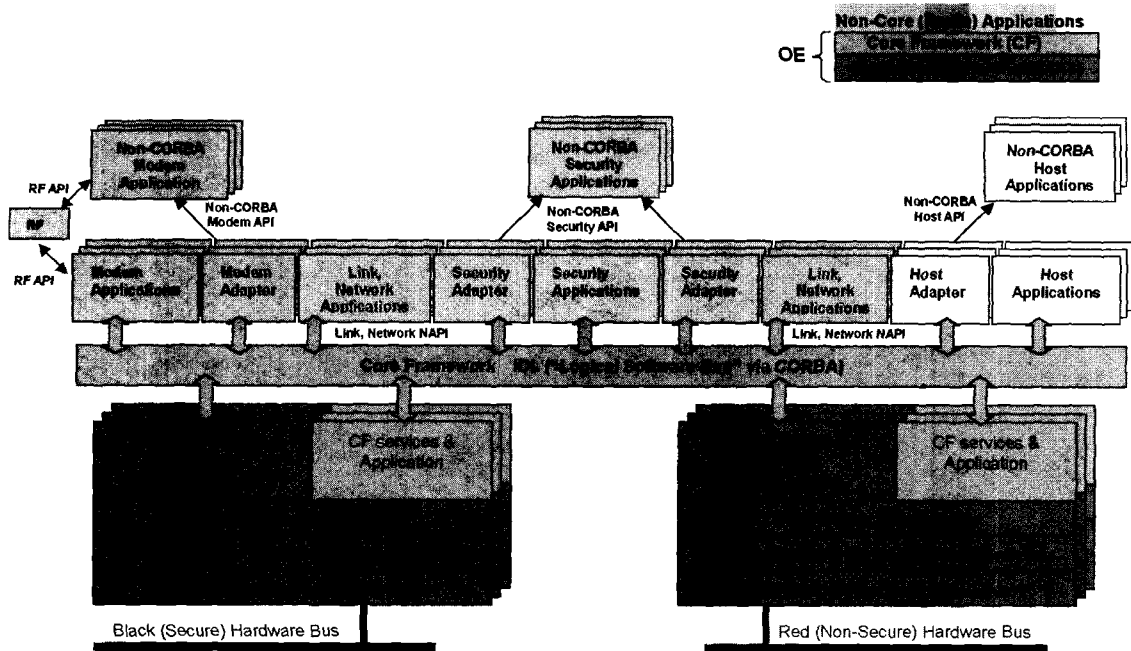 Non-Core (Radio) Applications
Core Framework (CF)
OE
Non-CORBA
Modem
Application
Non-CORBA
Security
Applications
Non-CORBA
Host
Applications
RF API
RF
RF API
Non-CORBA
Modem API
Non-CORBA
Security API
Non-CORBA
Host API
Modem
Applications
Modem
Adapter
Link,
Network
Applications
Security
Adapter
Security
Applications
Security
Adapter
Link,
Network
Applications
Host
Adapter
Host
Applications
Link, Network NAPI
Link, Network NAPI
Core Framework IDL ("Logical Software Bus" via CORBA)
CF services &
Application
CF services &
Application
Black (Secure) Hardware Bus
Red (Non-Secure) Hardware Bus